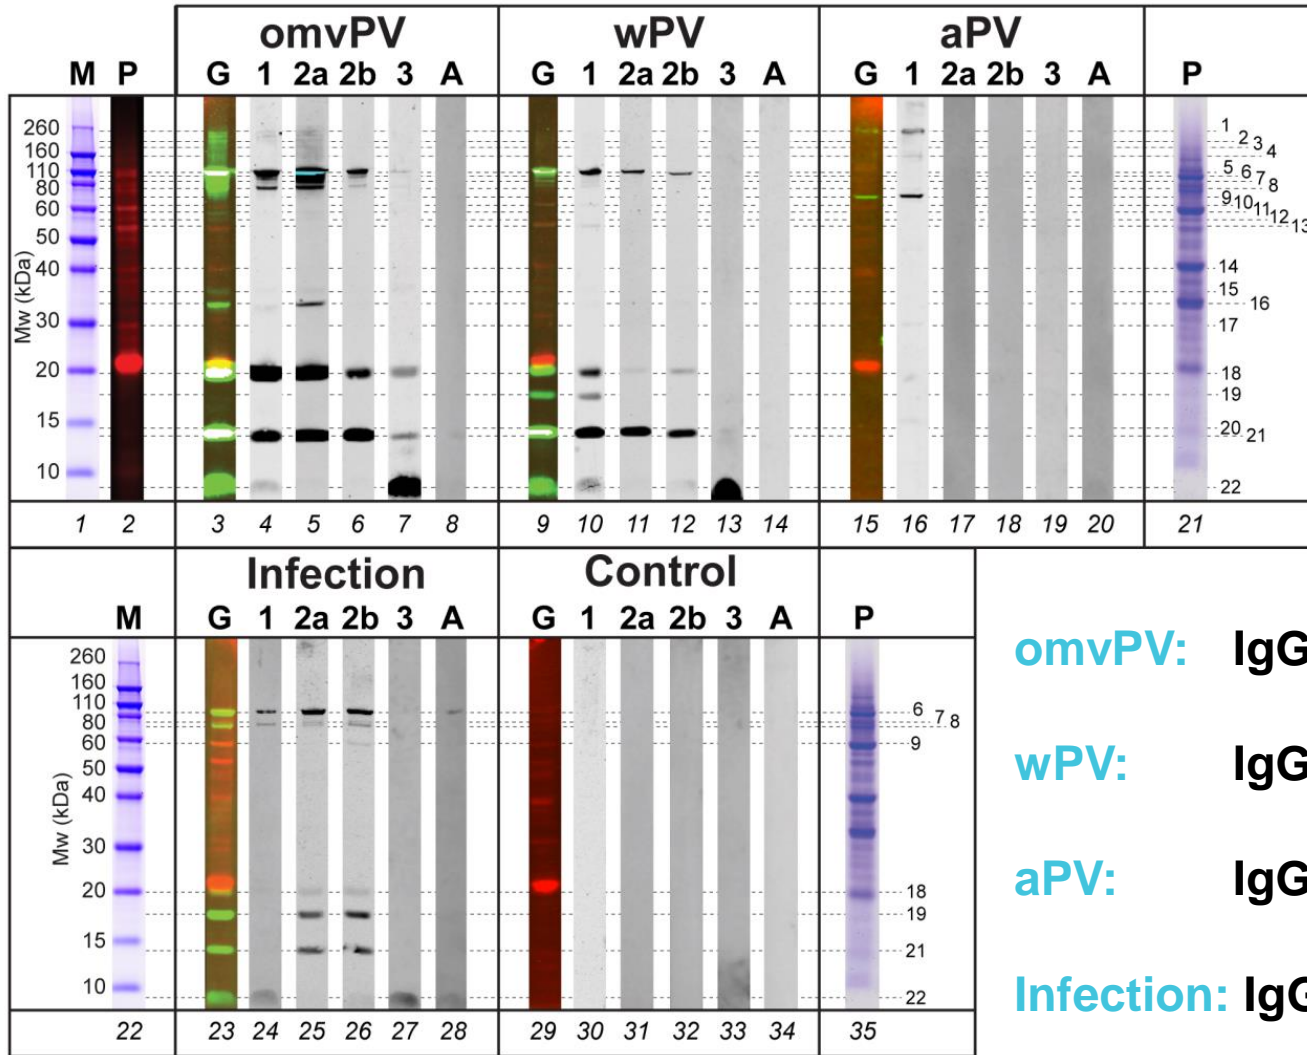 omvPV wPV aPV
M P G 1 2a 2b 3 A G 1 2a 2b 3 A G 1 2a 2b 3 A P
Mw (kDa)
260
160
110
80
60
50
40
30
20
15
10
1
2 3 4
5 6 7 8
9 10 11 12 13
14
15
16
17
18
19
20 21
22
1 2 3 4 5 6 7 8 9 10 11 12 13 14 15 16 17 18 19 20 21
Infection Control
M G 1 2a 2b 3 A G 1 2a 2b 3 A P
Mw (kDa)
260
160
110
80
60
50
40
30
20
15
10
6 7 8
9
18
19
21
22
22 23 24 25 26 27 28 29 30 31 32 33 34 35
omvPV: IgG
wPV: IgG
aPV: IgG
Infection: IgG